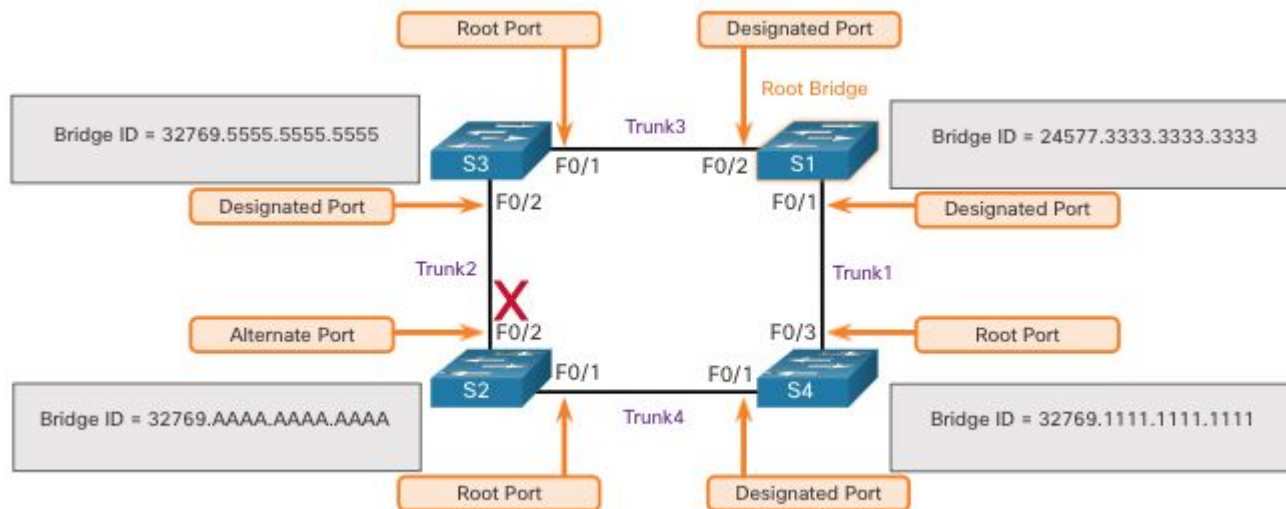 Root Port
Designated Port
Root Bridge
Bridge ID = 32769.5555.5555.5555
Trunk3
Bridge ID = 24577.3333.3333.3333
S3
F0/1
F0/2
S1
Designated Port
F0/2
F0/1
Designated Port
Trunk2
Trunk1
X
Alternate Port
F0/2
F0/3
Root Port
S2
F0/1
F0/1
S4
Bridge ID = 32769.AAAA.AAAA.AAAA
Trunk4
Bridge ID = 32769.1111.1111.1111
Root Port
Designated Port